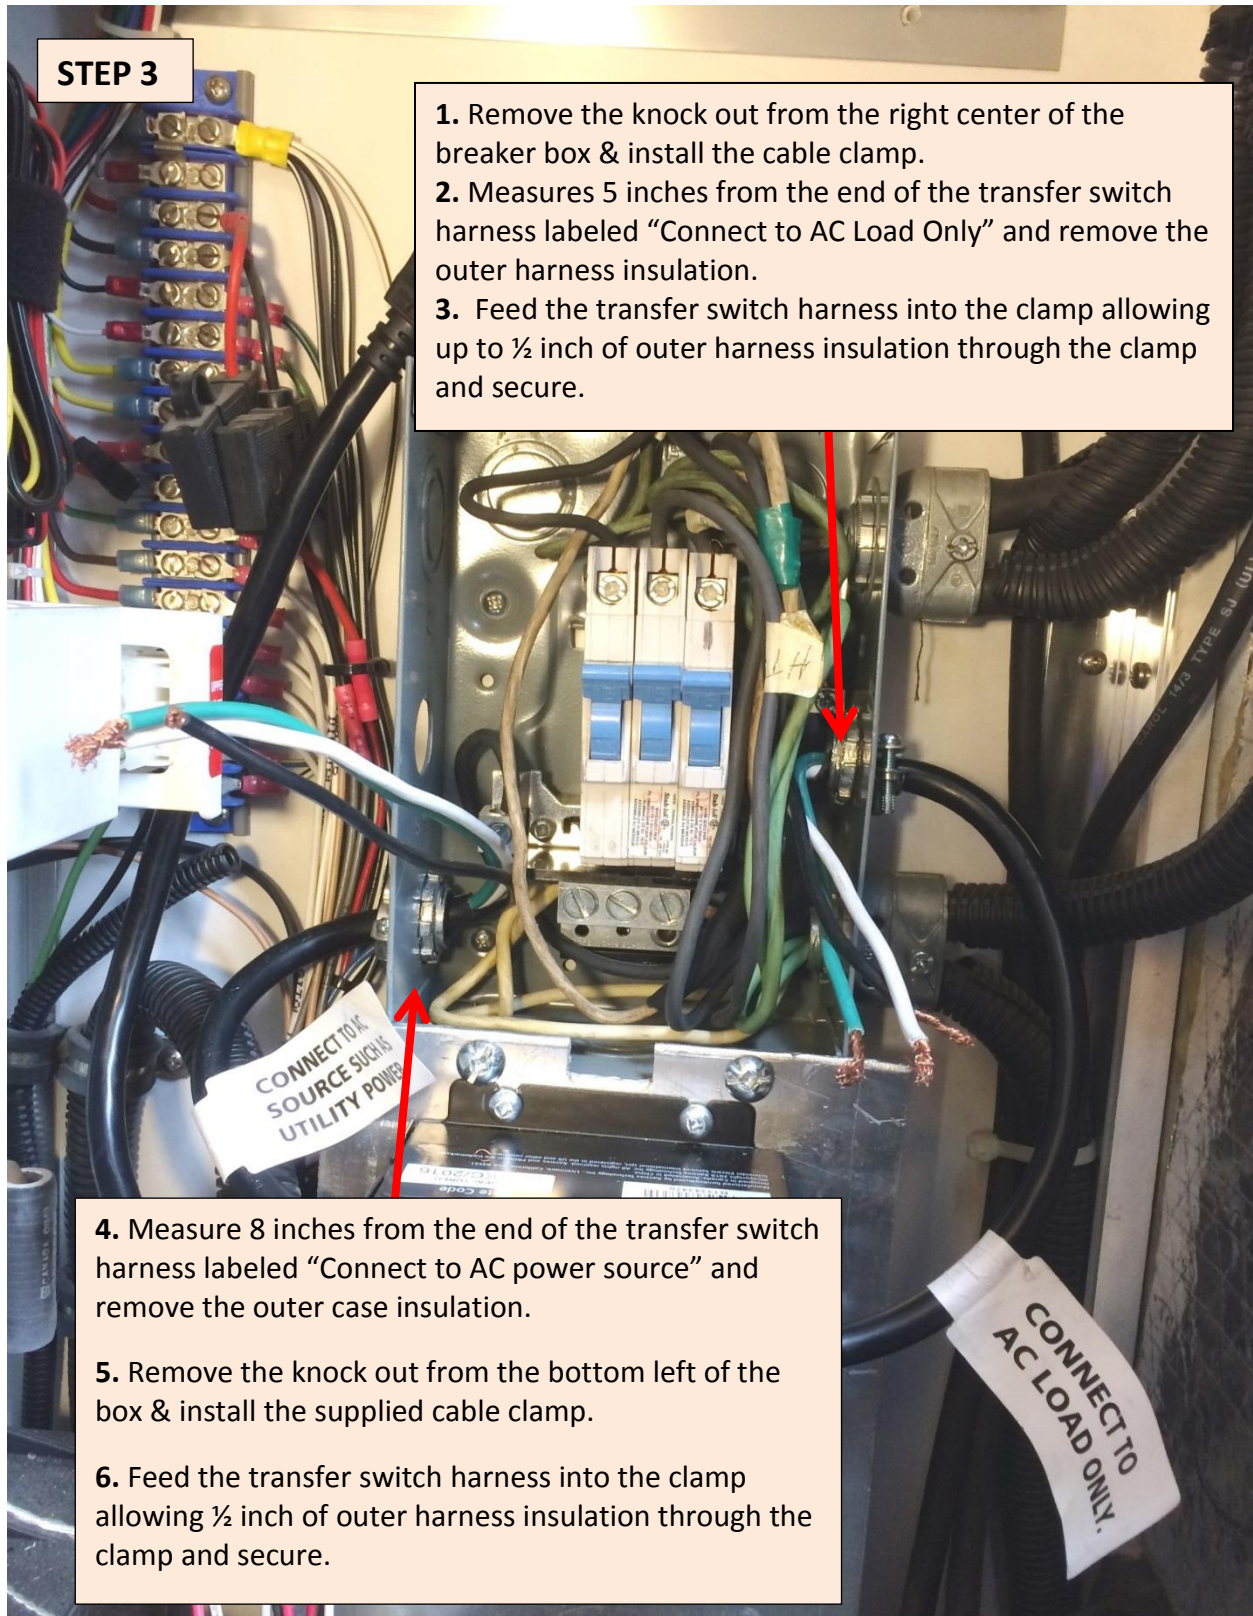 STEP 3
1. Remove the knock out from the right center of the
breaker box & install the cable clamp.
2. Measures 5 inches from the end of the transfer switch
harness labeled “Connect to AC Load Only” and remove the
outer harness insulation.
3. Feed the transfer switch harness into the clamp allowing
up to ½ inch of outer harness insulation through the clamp
and secure.
14/3 TYPE SJ
CONNECT TO AC
SOURCE SUCH AS
UTILITY POWER
4. Measure 8 inches from the end of the transfer switch
harness labeled “Connect to AC power source” and
remove the outer case insulation.
5. Remove the knock out from the bottom left of the
box & install the supplied cable clamp.
6. Feed the transfer switch harness into the clamp
allowing ½ inch of outer harness insulation through the
clamp and secure.
CONNECT TO
AC LOAD ONLY.